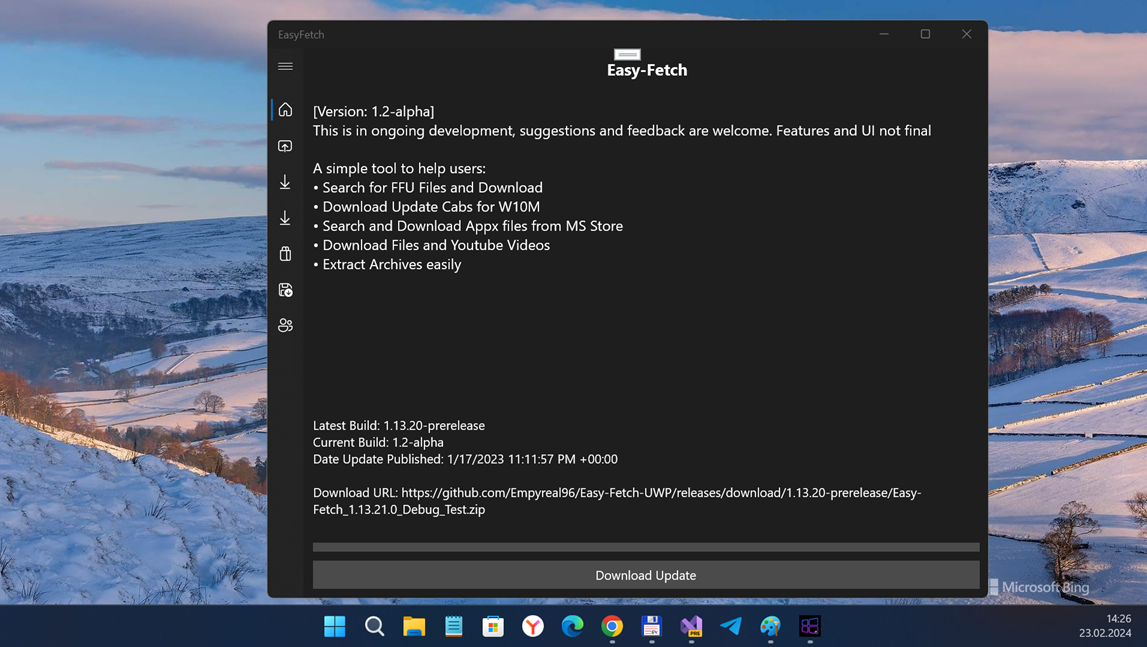 EasyFetch
Easy-Fetch
[Version: 1.2-alpha]
This is in ongoing development, suggestions and feedback are welcome. Features and UI not final
A simple tool to help users:
• Search for FFU Files and Download
• Download Update Cabs for W10M
• Search and Download Appx files from MS Store
• Download Files and Youtube Videos
• Extract Archives easily
Latest Build: 1.13.20-prerelease
Current Build: 1.2-alpha
Date Update Published: 1/17/2023 11:11:57 PM +00:00
Download URL: https://github.com/Empyreal96/Easy-Fetch-UWP/releases/download/1.13.20-prerelease/Easy-
Fetch_1.13.21.0_Debug_Test.zip
Download Update
Microsoft Bing
PRE
14:26
23.02.2024